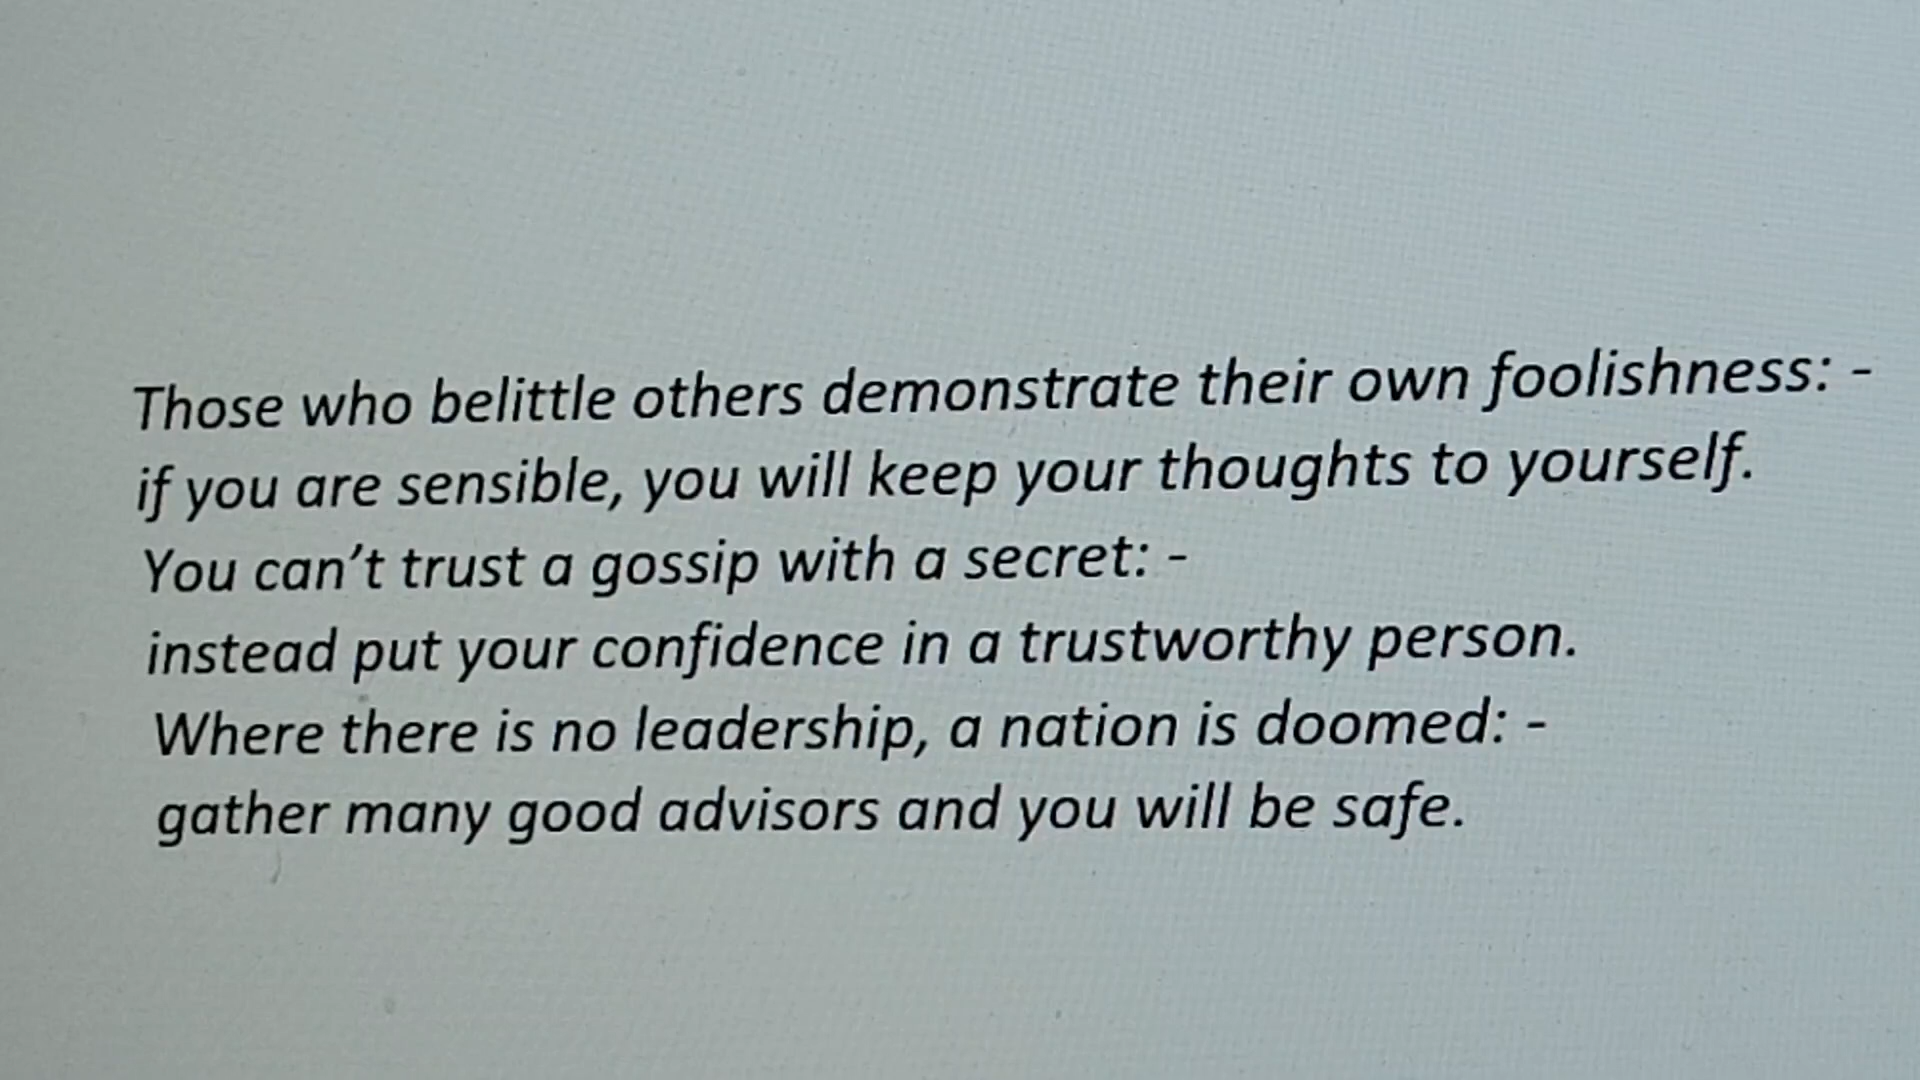 Those who belittle others demonstrate their own foolishness: -
if you are sensible, you will keep your thoughts to yourself.
You can’t trust a gossip with a secret: -
instead put your confidence in a trustworthy person.
Where there is no leadership, a nation is doomed: -
gather many good advisors and you will be safe.